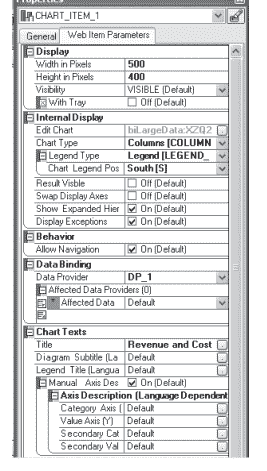 Properties
CHART_ITEM_1
General Web Item Parameters
Display
Width in Pixels 500
Height in Pixels 400
Visibility VISIBLE (Default)
With Tray Off (Default)
Internal Display
Edit Chart biLargeData:XZQ2
Chart Type Columns [COLUMN
Legend Type Legend [LEGEND_
Chart Legend Pos South [S]
Result Visble Off (Default)
Swap Display Axes Off (Default)
Show Expanded Hier On (Default)
Display Exceptions On (Default)
Behavior
Allow Navigation On (Default)
Data Binding
Data Provider DP_1
Affected Data Providers (0)
* Affected Data Default
Chart Texts
Title Revenue and Cost
Diagram Subtitle (La Default
Legend Title (Langua Default
Manual Axis Des On (Default)
Axis Description (Language Dependent
Category Axis ( Default
Value Axis (Y) Default
Secondary Cat Default
Secondary Val Default